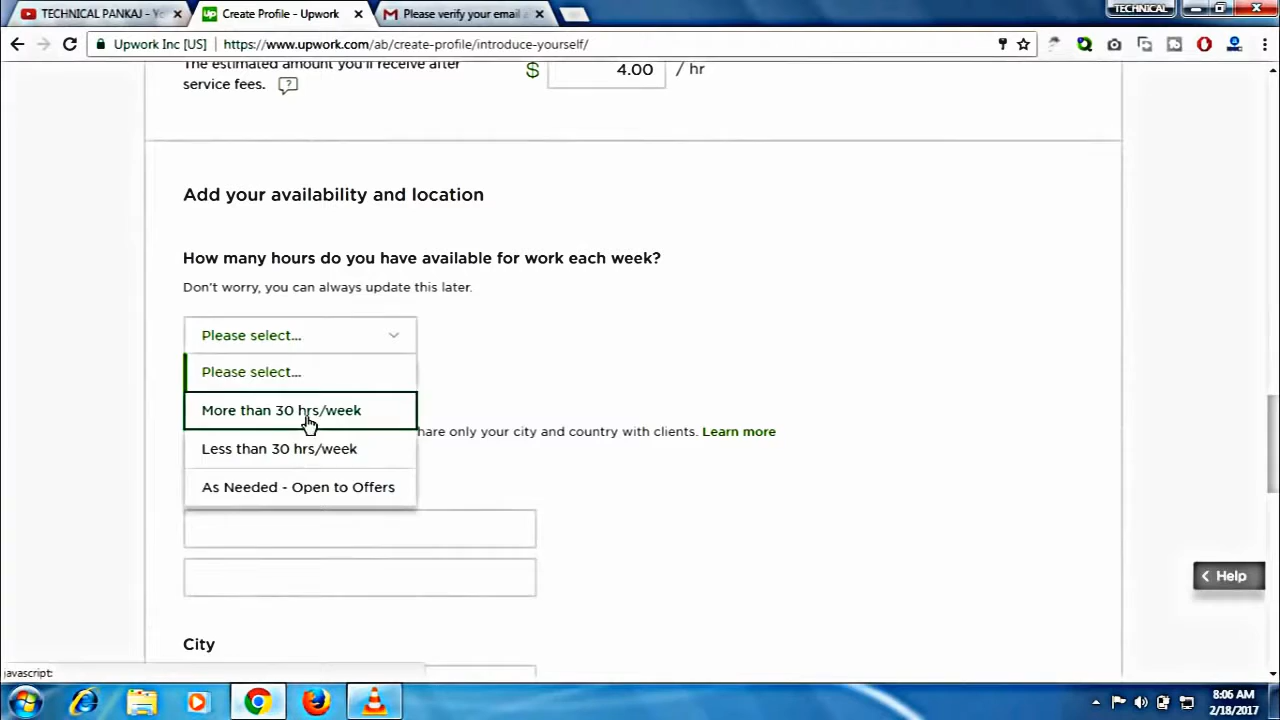 TECHNICAL PANKAJ - Yo
Create Profile - Upwork
Please verify your email a
TECHNICAL
Upwork Inc [US]
https://www.upwork.com/ab/create-profile/introduce-yourself/
The estimated amount you'll receive after
service fees.
$ 4.00 / hr
Add your availability and location
How many hours do you have available for work each week?
Don't worry, you can always update this later.
Please select...
Please select...
More than 30 hrs/week
hare only your city and country with clients. Learn more
Less than 30 hrs/week
As Needed - Open to Offers
Help
City
javascript:
8:06 AM
2/18/2017